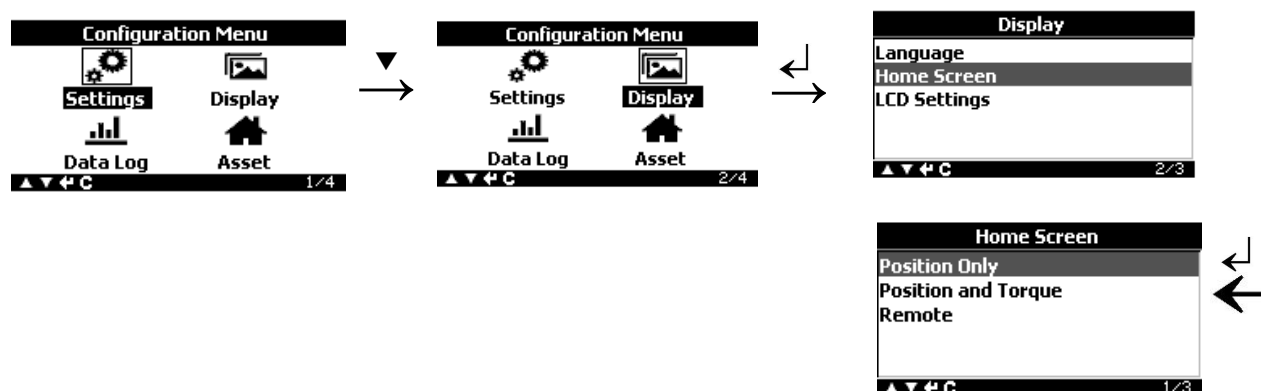 Configuration Menu
Settings Display
Data Log Asset
▲ ▼ ↵ C 1/4
▼
→
Configuration Menu
Settings Display
Data Log Asset
▲ ▼ ↵ C 2/4
↵
→
Display
Language
Home Screen
LCD Settings
▲ ▼ ↵ C 2/3
Home Screen
Position Only
Position and Torque
Remote
▲ ▼ ↵ C 1/3
↵
←